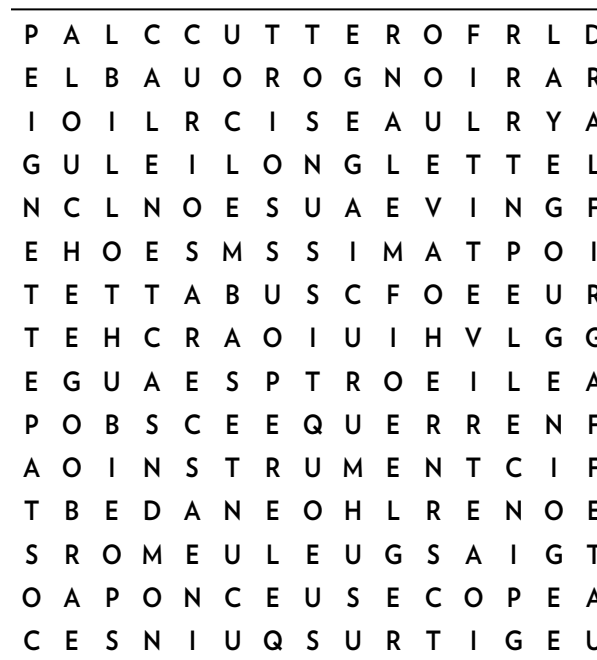 P A L C C U T T E R O F R L D
E L B A U O R O G N O I R A R
I O I L R C I S E A U L R Y A
G U L E I L O N G L E T T E L
N C L N O E S U A E V I N G F
E H O E S M S S I M A T P O I
T E T T A B U S C F O E E U R
T E H C R A O I U I H V L G G
E G U A E S P T R O E I L E A
P O B S C E E Q U E R R E N F
A O I N S T R U M E N T C I F
T B E D A N E O H L R E N O E
S R O M E U L E U G S A I G T
O A P O N C E U S E C O P E A
C E S N I U Q S U R T I G E U